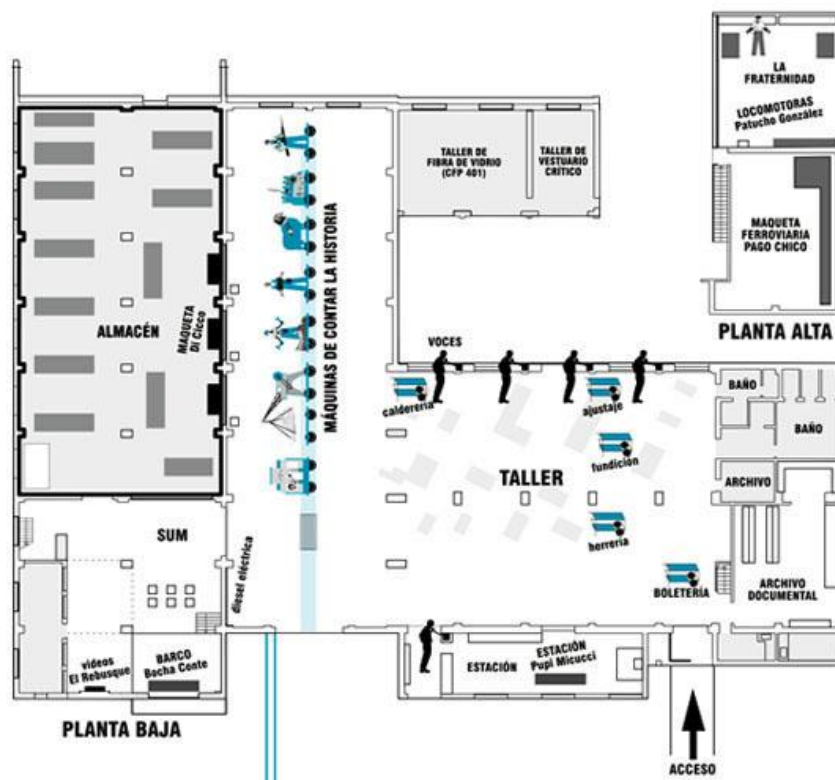 LA
FRATERNIDAD
LOCOMOTORAS
Patucho González
MAQUETA
FERROVIARIA
PAGO CHICO
PLANTA ALTA
TALLER DE
FIBRA DE VIDRIO
(CFP 401)
TALLER DE
VESTUARIO
CRÍTICO
ALMACÉN
MAQUETA
Di Cicco
MÁQUINAS DE CONTAR LA HISTORIA
VOCES
calderería
ajustaje
fundición
TALLER
herrería
BOLETERÍA
BAÑO
BAÑO
ARCHIVO
ARCHIVO
DOCUMENTAL
SUM
diesel eléctrica
videos
El Rebusque
BARCO
Bocha Conte
ESTACIÓN
ESTACIÓN
Pupi Micucci
PLANTA BAJA
ACCESO